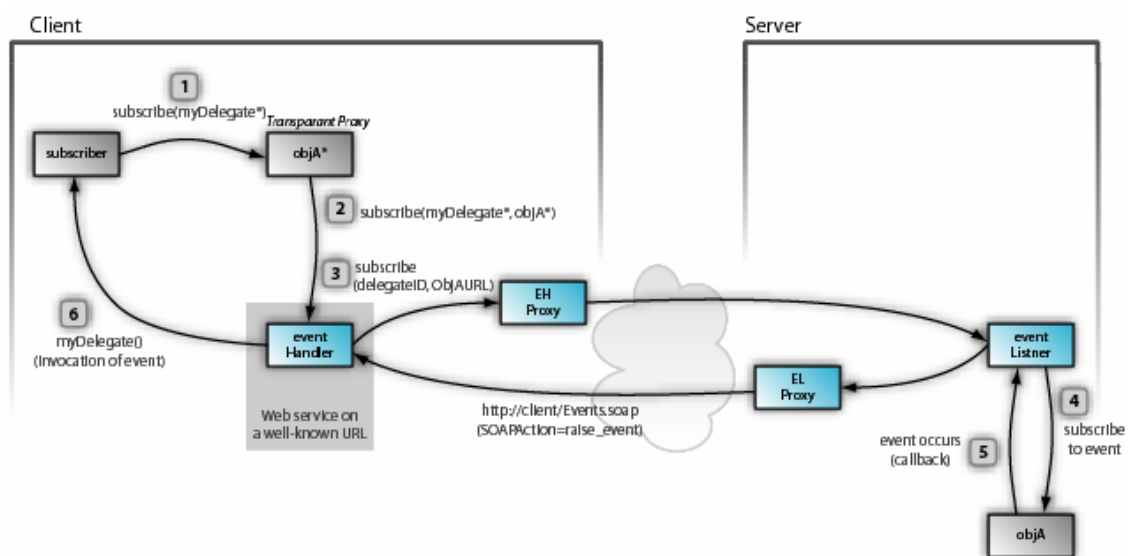 Client
Server
1
subscribe(myDelegate*)
Transparant Proxy
subscriber
objA*
2
subscribe(myDelegate*, objA*)
3
subscribe
(delegateID, ObjAURL)
EH
Proxy
6
myDelegate()
(invocation of event)
event
Handler
event
Listner
EL
Proxy
Web service on
a well-known URL
http://client/Events.soap
(SOAPAction=raise_event)
4
subscribe
to event
event occurs
(callback)
5
objA